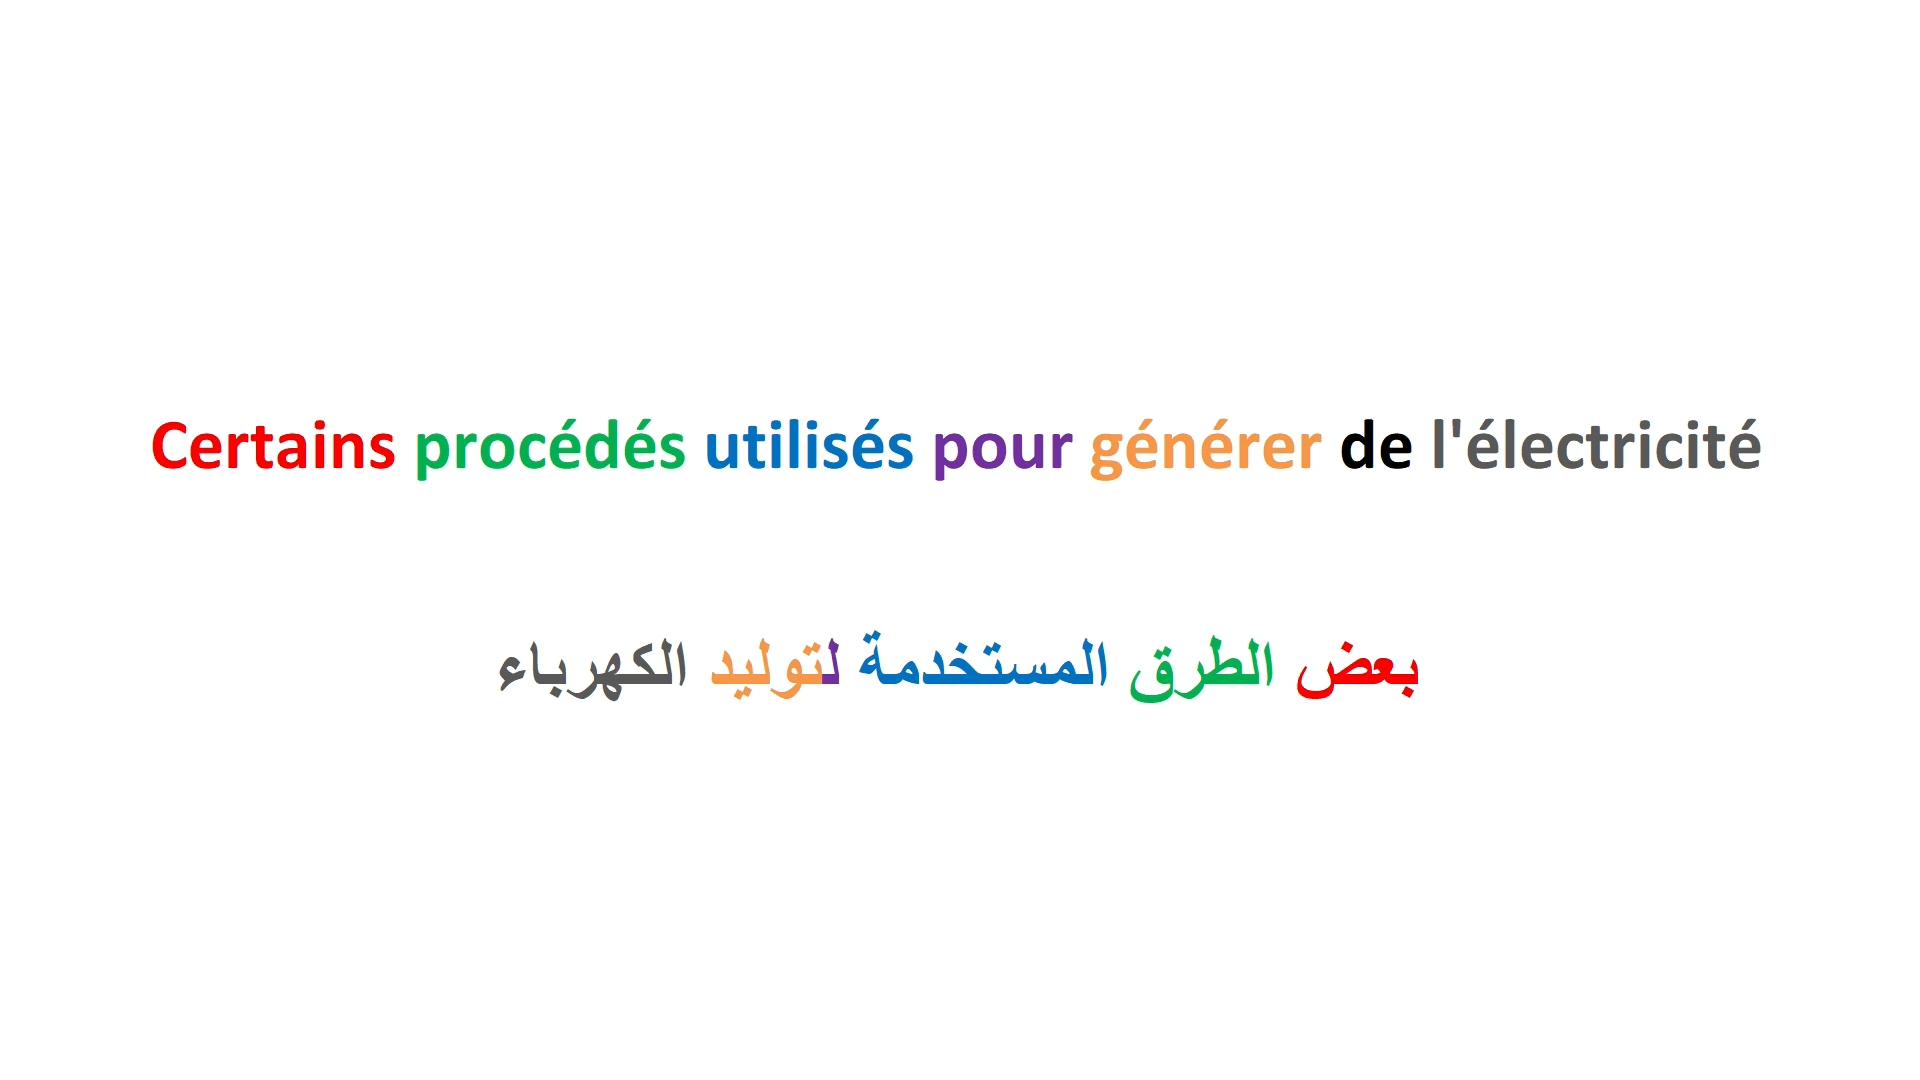 Certains procédés utilisés pour générer de l'électricité
بعض الطرق المستخدمة لتوليد الكهرباء